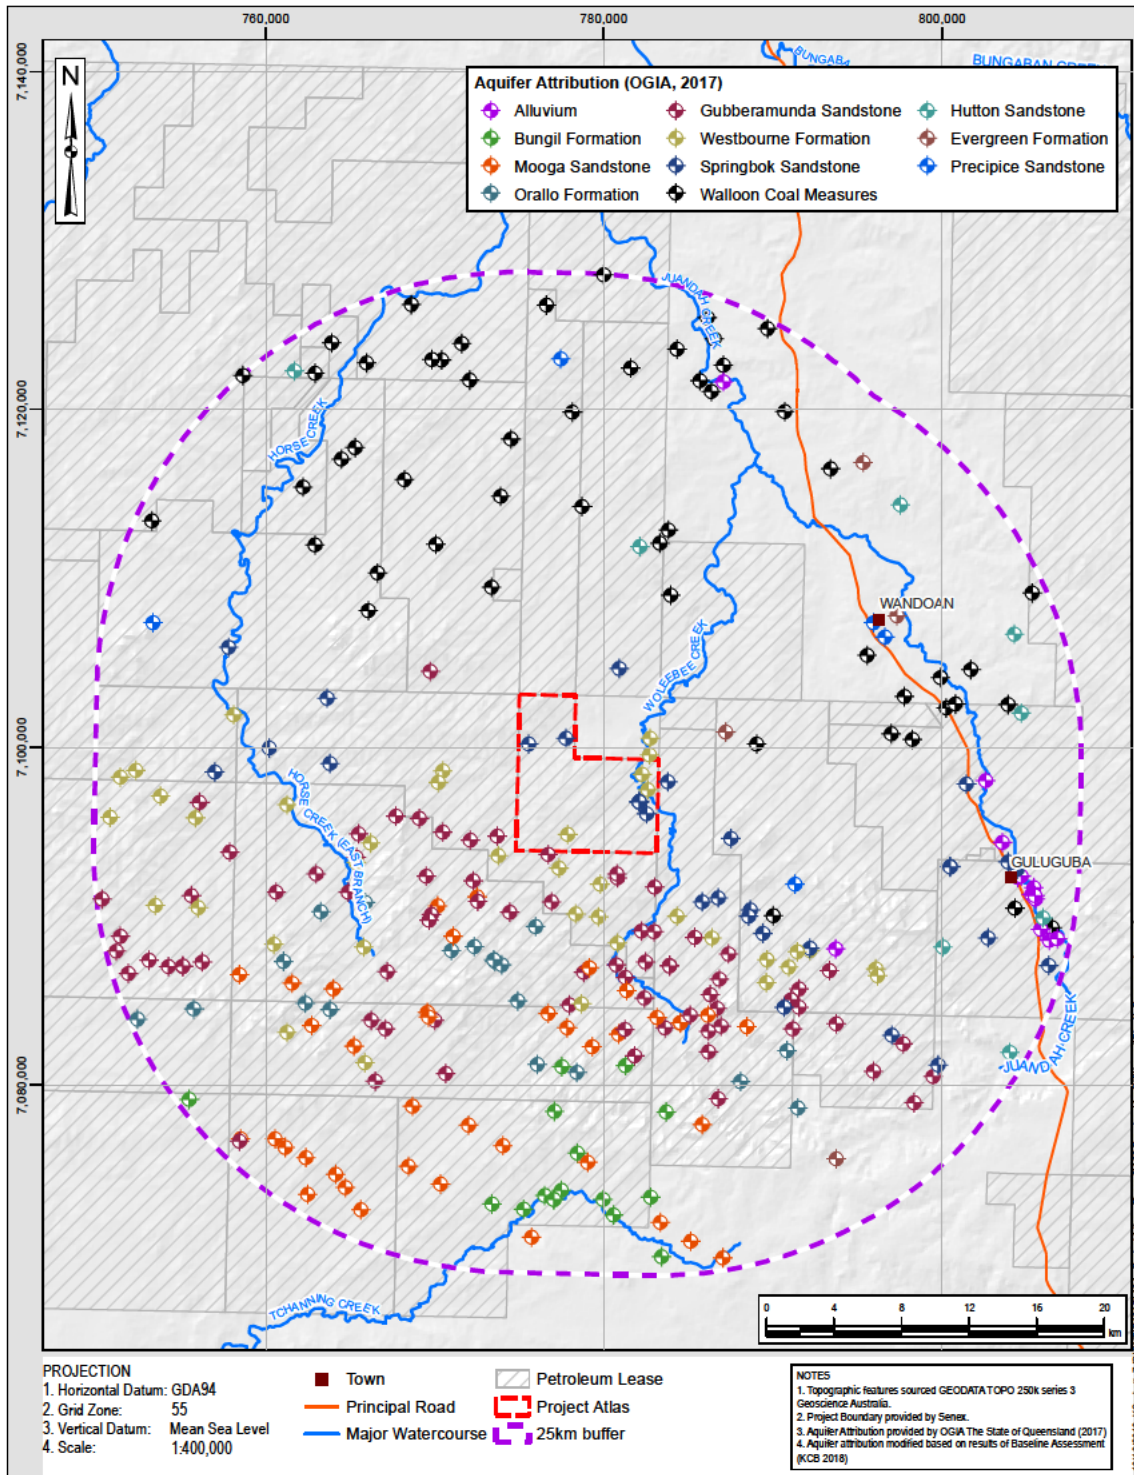 760,000
780,000
800,000
7,140,000
7,120,000
7,100,000
7,080,000
N
BUNGABA
BUNGABAN CREEK
Aquifer Attribution (OGIA, 2017)
Alluvium
Gubberamunda Sandstone
Hutton Sandstone
Bungil Formation
Westbourne Formation
Evergreen Formation
Mooga Sandstone
Springbok Sandstone
Precipice Sandstone
Orallo Formation
Walloon Coal Measures
JUANDAH CREEK
HORSE CREEK
WANDOAN
WOLEEBEE CREEK
HORSE CREEK (EAST BRANCH)
GULUGUBA
JUANDAH CREEK
TCHANNING CREEK
0 4 8 12 16 20
km
PROJECTION
1. Horizontal Datum: GDA94
2. Grid Zone: 55
3. Vertical Datum: Mean Sea Level
4. Scale: 1:400,000
Town
Principal Road
Major Watercourse
Petroleum Lease
Project Atlas
25km buffer
NOTES
1. Topographic features sourced GEODATA TOPO 250k series 3
Geoscience Australia.
2. Project Boundary provided by Senex.
3. Aquifer Attribution provided by OGIA The State of Queensland (2017)
4. Aquifer attribution modified based on results of Baseline Assessment
(KCB 2018)